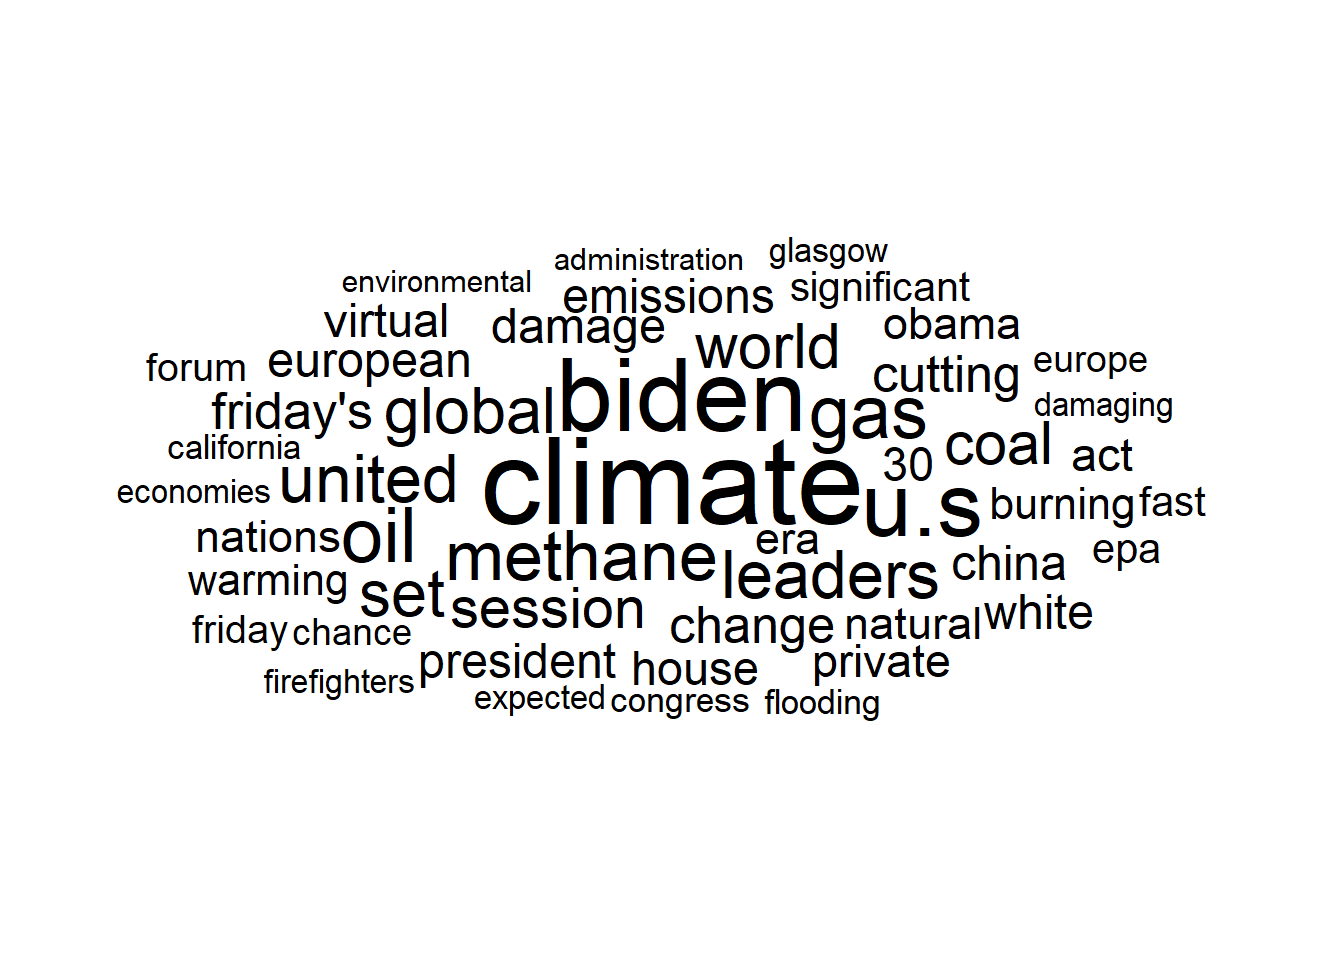 administration
glasgow
environmental
emissions
significant
virtual
damage
world
obama
forum
european
biden
cutting
europe
friday's
global
gas
damaging
california
united
climate
30
coal
act
economies
u.s
burning
fast
nations
oil
methane
era
leaders
china
epa
warming
set
session
change
natural
white
friday
chance
president
house
private
firefighters
expected
congress
flooding